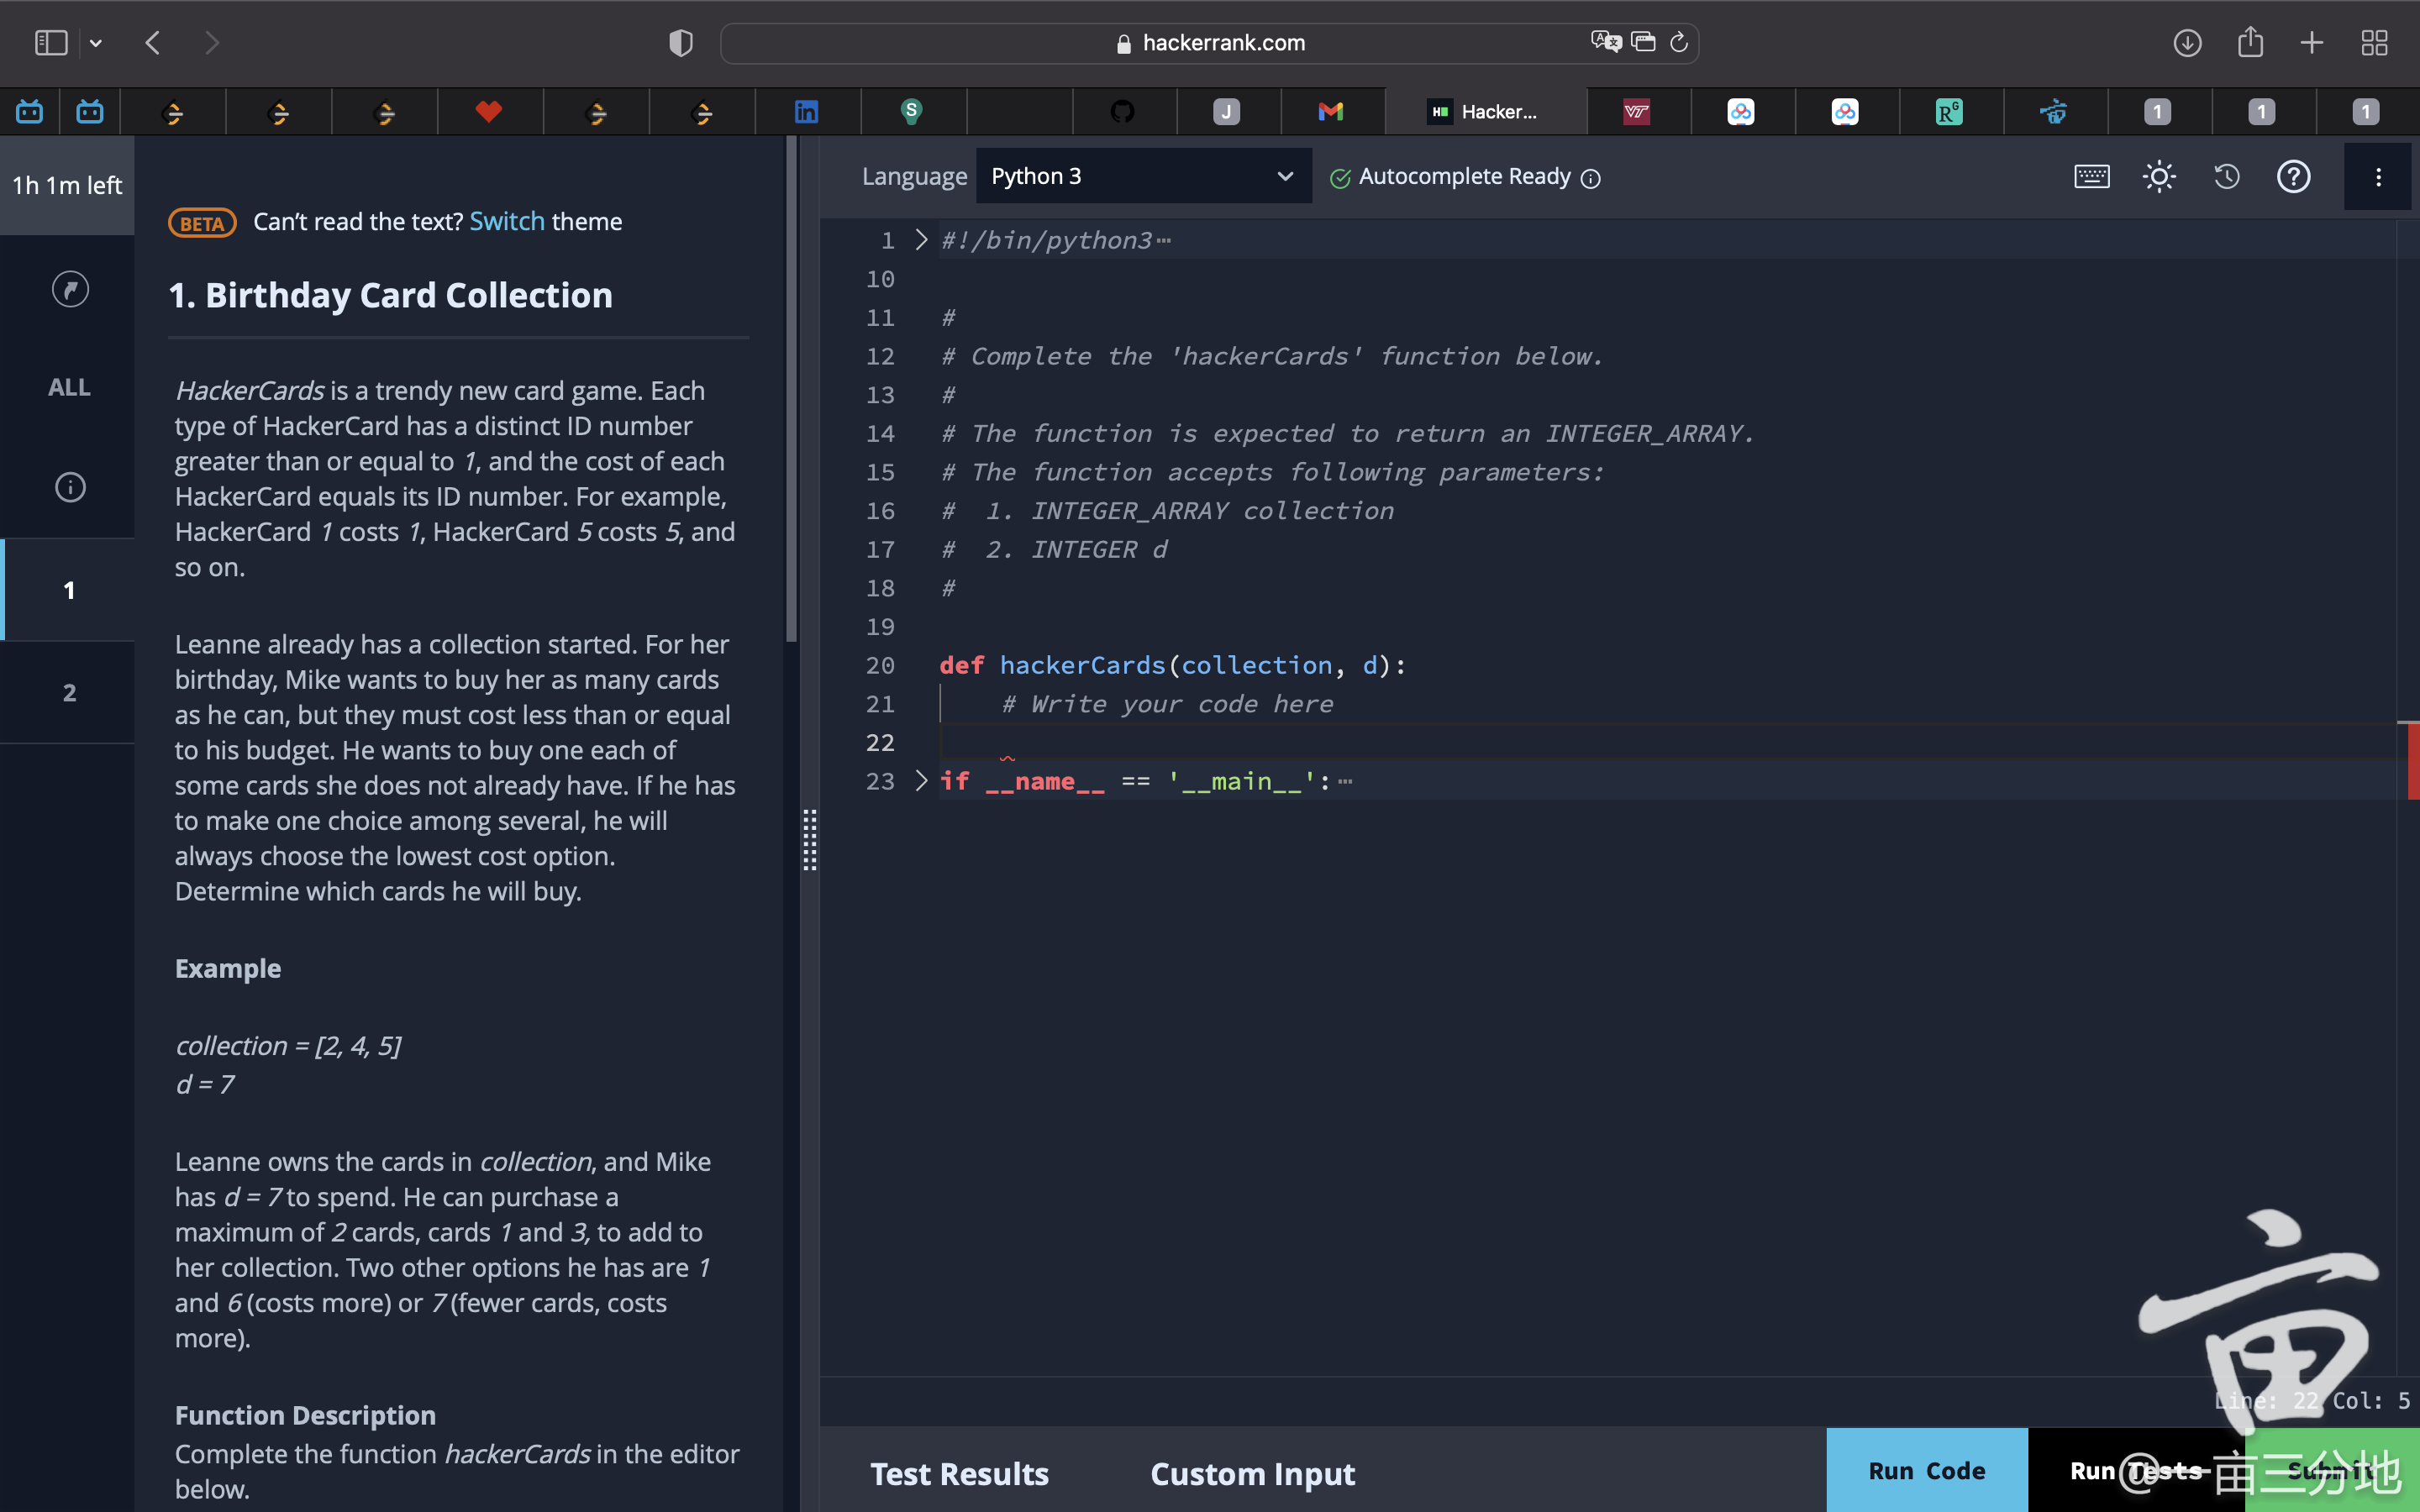 hackerrank.com
S
J
H
Hacker...
VT
RG
1
1
1
1h 1m left
ALL
1
2
BETA Can't read the text? Switch theme
1. Birthday Card Collection
HackerCards is a trendy new card game. Each
type of HackerCard has a distinct ID number
greater than or equal to 1, and the cost of each
HackerCard equals its ID number. For example,
HackerCard 1 costs 1, HackerCard 5 costs 5, and
so on.
Leanne already has a collection started. For her
birthday, Mike wants to buy her as many cards
as he can, but they must cost less than or equal
to his budget. He wants to buy one each of
some cards she does not already have. If he has
to make one choice among several, he will
always choose the lowest cost option.
Determine which cards he will buy.
Example
collection = [2, 4, 5]
d = 7
Leanne owns the cards in collection, and Mike
has d = 7 to spend. He can purchase a
maximum of 2 cards, cards 1 and 3, to add to
her collection. Two other options he has are 1
and 6 (costs more) or 7 (fewer cards, costs
more).
Function Description
Complete the function hackerCards in the editor
below.
Language Python 3 Autocomplete Ready
1 #!/bin/python3⋯
10
11 #
12 # Complete the 'hackerCards' function below.
13 #
14 # The function is expected to return an INTEGER_ARRAY.
15 # The function accepts following parameters:
16 #  1. INTEGER_ARRAY collection
17 #  2. INTEGER d
18 #
19
20 def hackerCards(collection, d):
21     # Write your code here
22
23 if __name__ == '__main__':⋯
Line: 22 Col: 5
Test Results Custom Input
Run Code Run Tests Submit
亩
@一亩三分地